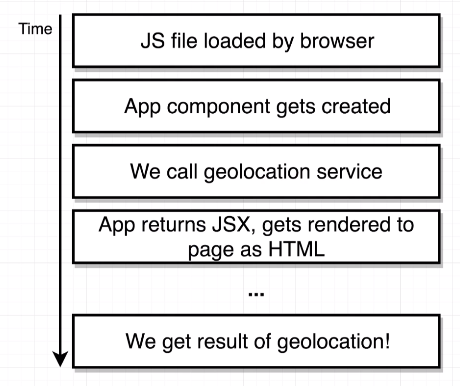 Time
JS file loaded by browser
App component gets created
We call geolocation service
App returns JSX, gets rendered to
page as HTML
...
We get result of geolocation!